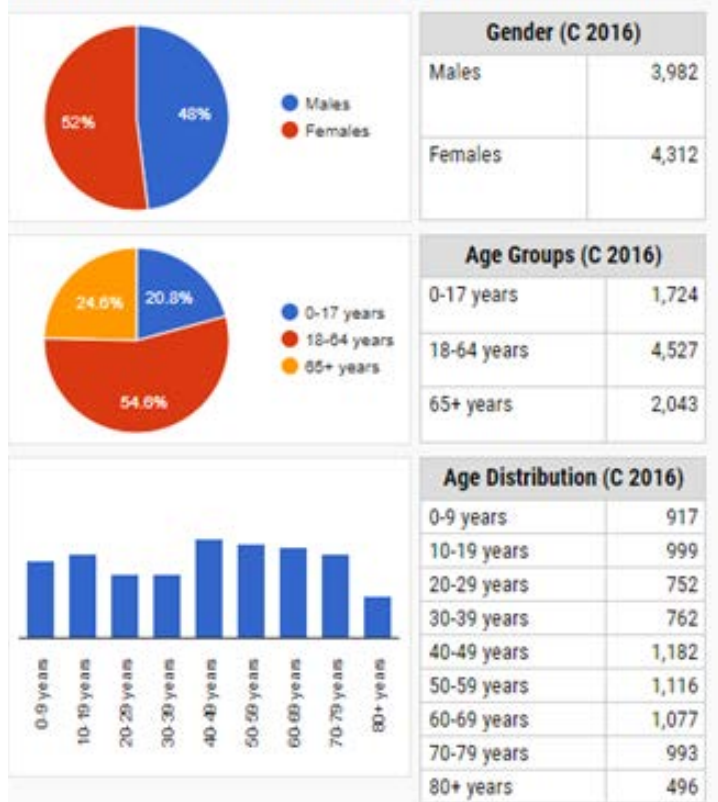 52%
48%
Males
Females
Gender (C 2016)
Males 3,982
Females 4,312
24.6%
20.8%
54.6%
0-17 years
18-64 years
65+ years
Age Groups (C 2016)
0-17 years 1,724
18-64 years 4,527
65+ years 2,043
0-9 years
10-19 years
20-29 years
30-39 years
40-49 years
50-59 years
60-69 years
70-79 years
80+ years
Age Distribution (C 2016)
0-9 years 917
10-19 years 999
20-29 years 752
30-39 years 762
40-49 years 1,182
50-59 years 1,116
60-69 years 1,077
70-79 years 993
80+ years 496